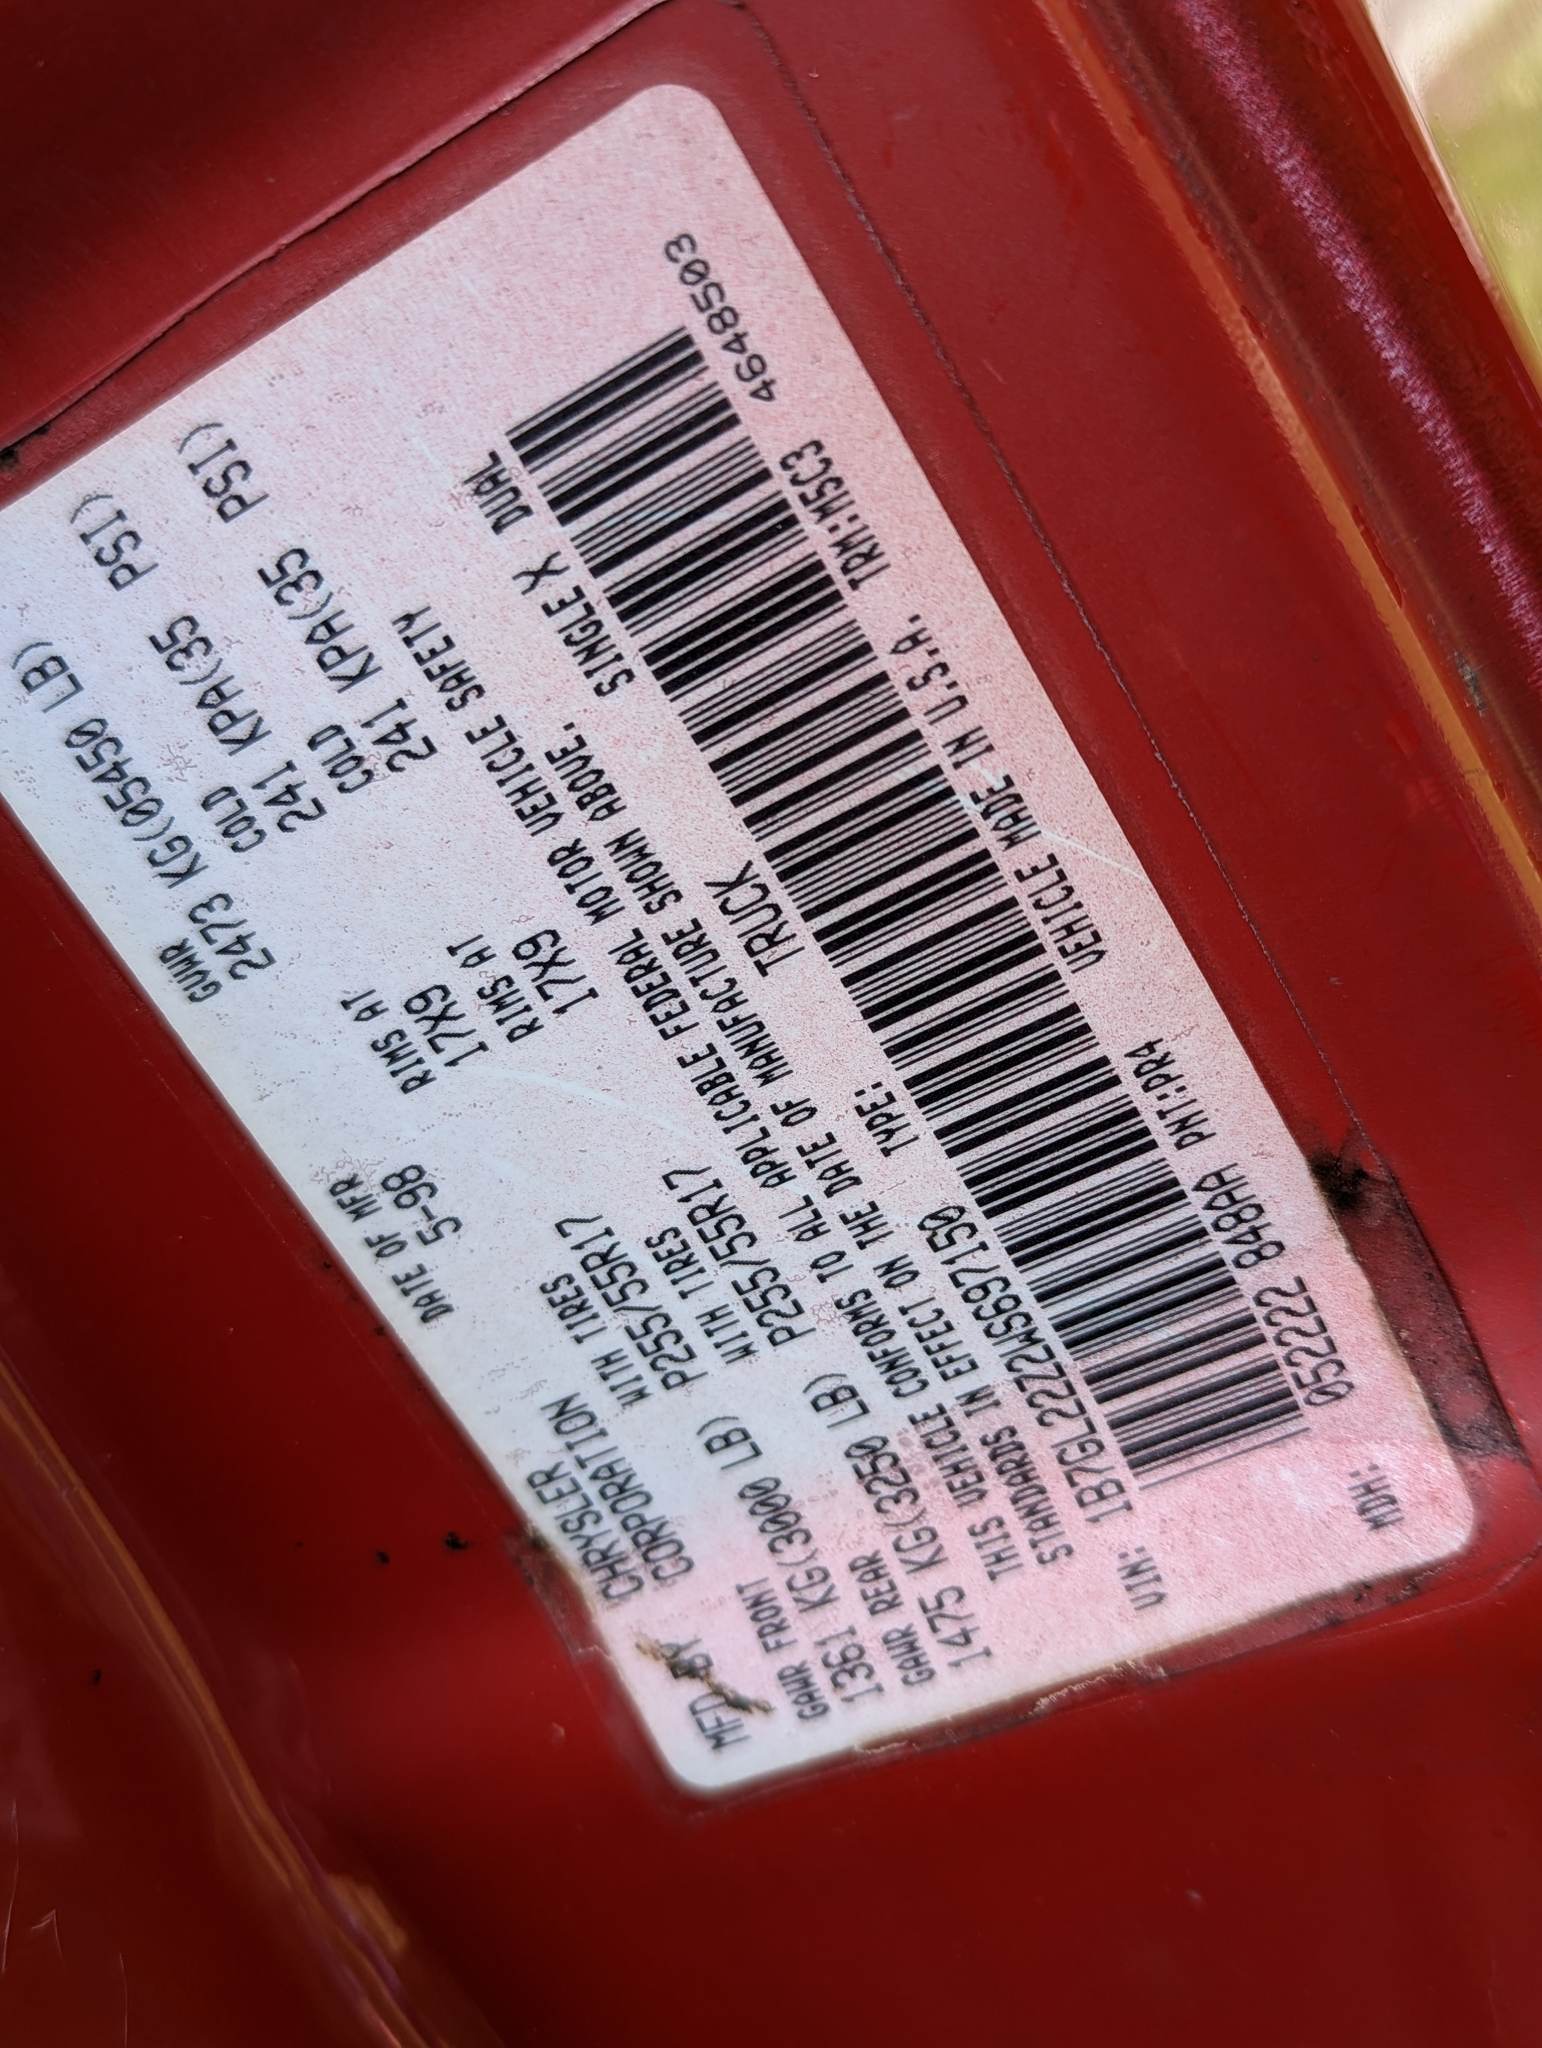 MFD BY CHRYSLER CORPORATION DATE OF MFR 5-98 GVWR 2473 KG(05450 LB)
GAWR FRONT WITH TIRES RIMS AT COLD
1361 KG(3000 LB) P255/55R17 17X9 241 KPA(35 PSI)
GAWR REAR WITH TIRES RIMS AT COLD
1475 KG(3250 LB) P255/55R17 17X9 241 KPA(35 PSI)
THIS VEHICLE CONFORMS TO ALL APPLICABLE FEDERAL MOTOR VEHICLE SAFETY
STANDARDS IN EFFECT ON THE DATE OF MANUFACTURE SHOWN ABOVE.
VIN: 1B7GL22Z2WS697150 TYPE: TRUCK SINGLE X DUAL
MDH: 052222 848AA PNT:PR4 VEHICLE MADE IN U.S.A. TRM:M5C3 4648503